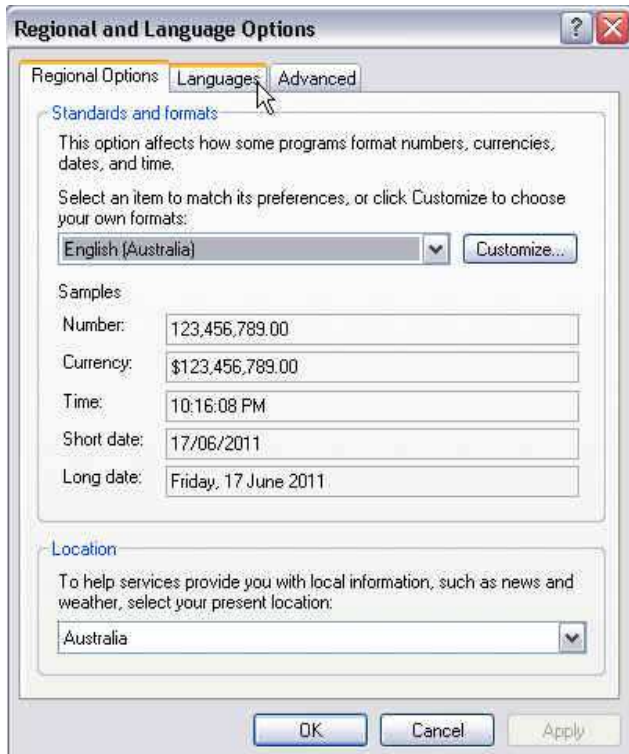 Regional and Language Options
Regional Options Languages Advanced
Standards and formats
This option affects how some programs format numbers, currencies,
dates, and time.
Select an item to match its preferences, or click Customize to choose
your own formats:
English (Australia) Customize...
Samples
Number: 123,456,789.00
Currency: $123,456,789.00
Time: 10:16:08 PM
Short date: 17/06/2011
Long date: Friday, 17 June 2011
Location
To help services provide you with local information, such as news and
weather, select your present location:
Australia
OK Cancel Apply